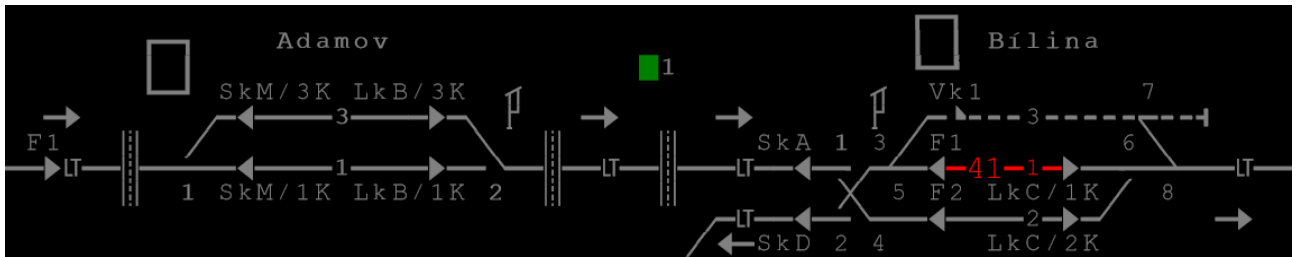 Adamov Bílina
1
SkM/3K LkB/3K Vk1 7
3 3
F1 SkA 1 3 F1 6
LT 1 LT LT 41 1 LT
1 SkM/1K LkB/1K 2 5 F2 LkC/1K 8
LT 2
SkD 2 4 LkC/2K